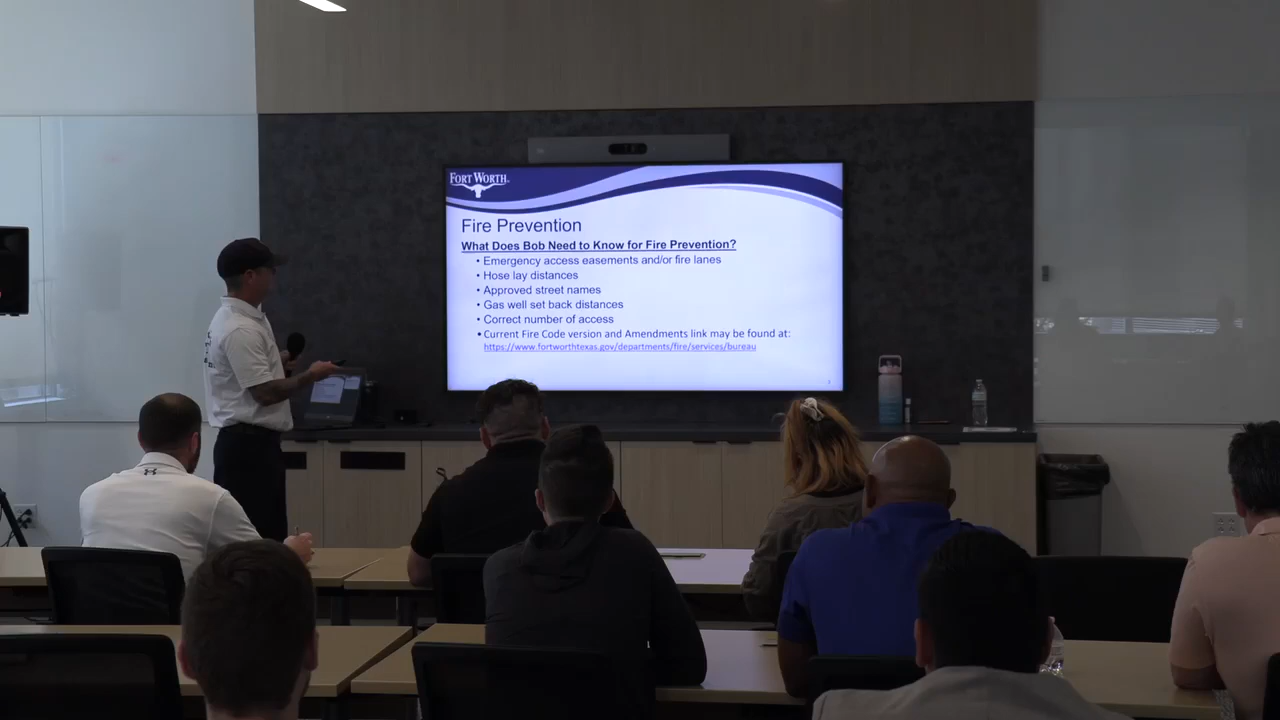 FORT WORTH
Fire Prevention
What Does Bob Need to Know for Fire Prevention?
• Emergency access easements and/or fire lanes
• Hose lay distances
• Approved street names
• Gas well set back distances
• Correct number of access
• Current Fire Code version and Amendments link may be found at:
https://www.fortworthtexas.gov/departments/fire/services/bureau